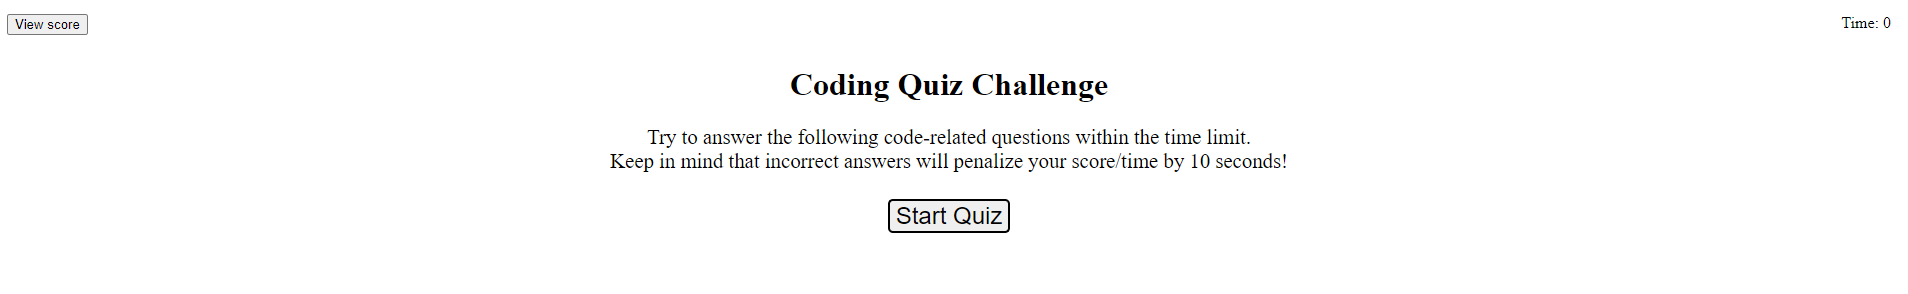 View score
Time: 0
Coding Quiz Challenge
Try to answer the following code-related questions within the time limit.
Keep in mind that incorrect answers will penalize your score/time by 10 seconds!
Start Quiz